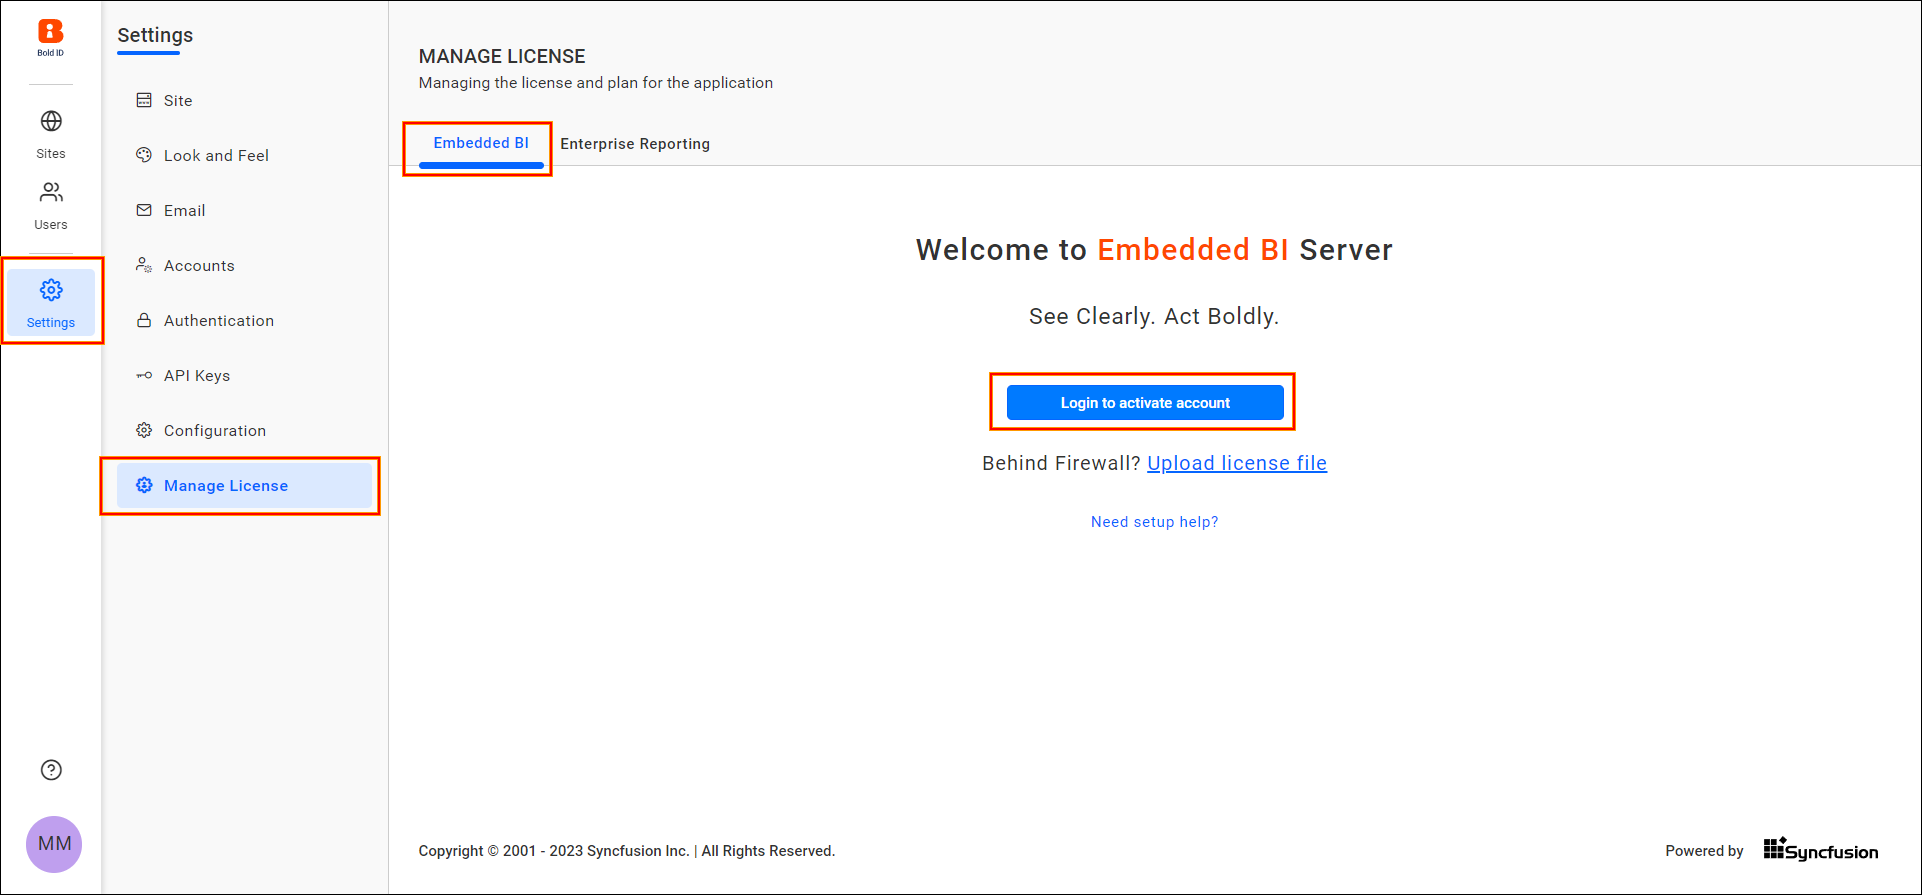 Bold ID
Sites
Users
Settings
MM
Settings
Site
Look and Feel
Email
Accounts
Authentication
API Keys
Configuration
Manage License
MANAGE LICENSE
Managing the license and plan for the application
Embedded BI Enterprise Reporting
Welcome to Embedded BI Server
See Clearly. Act Boldly.
Login to activate account
Behind Firewall? Upload license file
Need setup help?
Copyright © 2001 - 2023 Syncfusion Inc. | All Rights Reserved.
Powered by Syncfusion